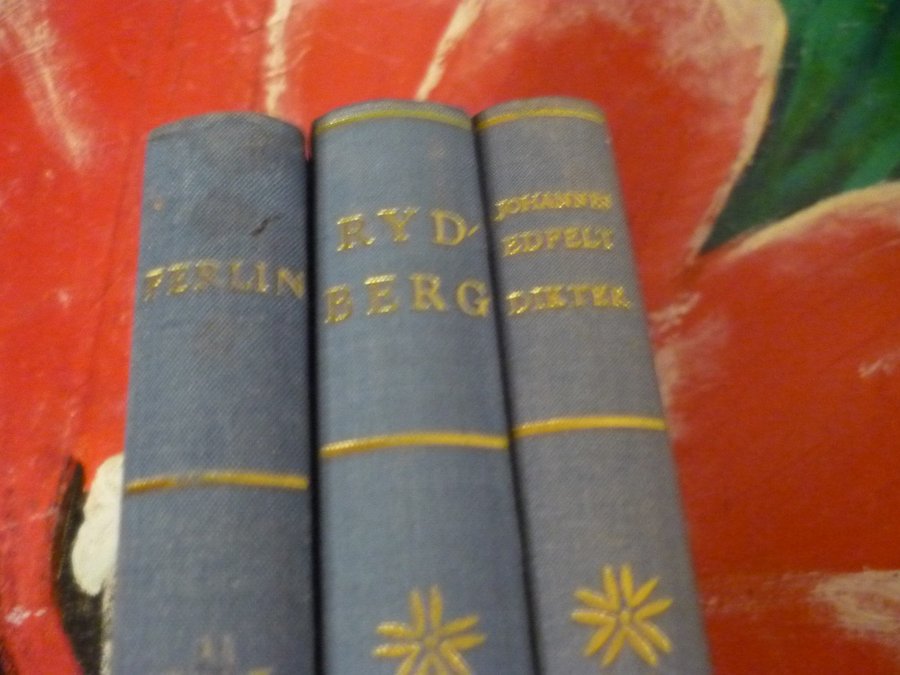 FERLIN
RYD-
BERG
JOHANNES
EDFELT
DIKTER